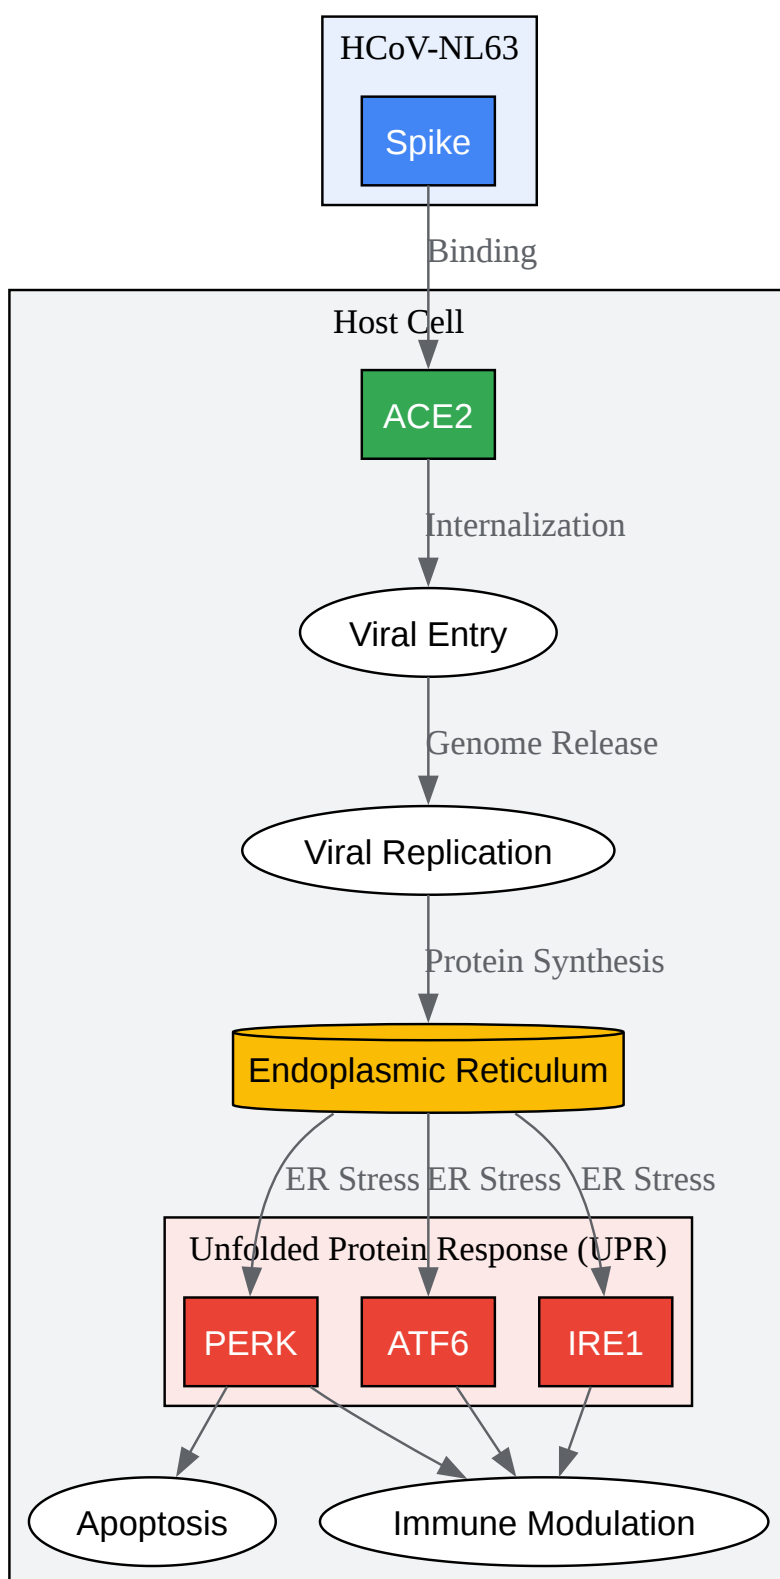 HCoV-NL63
Spike
Binding
Host Cell
ACE2
Internalization
Viral Entry
Genome Release
Viral Replication
Protein Synthesis
Endoplasmic Reticulum
ER Stress
ER Stress
ER Stress
Unfolded Protein Response (UPR)
PERK
ATF6
IRE1
Apoptosis
Immune Modulation